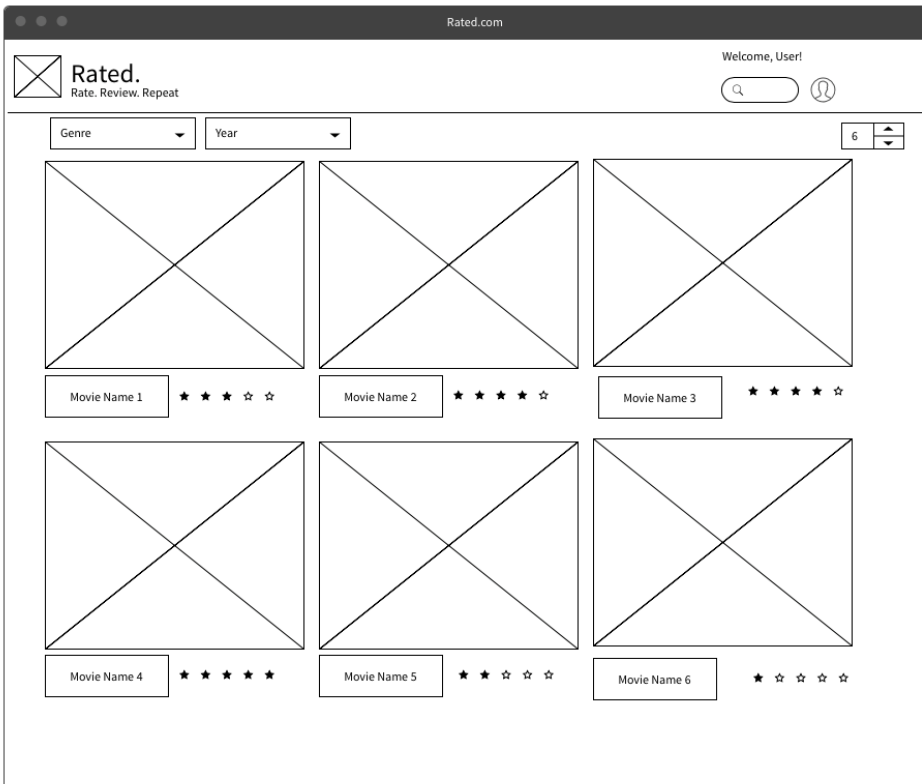 Rated.com
Welcome, User!
Rated.
Rate. Review. Repeat
Genre
Year
6
Movie Name 1
Movie Name 2
Movie Name 3
Movie Name 4
Movie Name 5
Movie Name 6